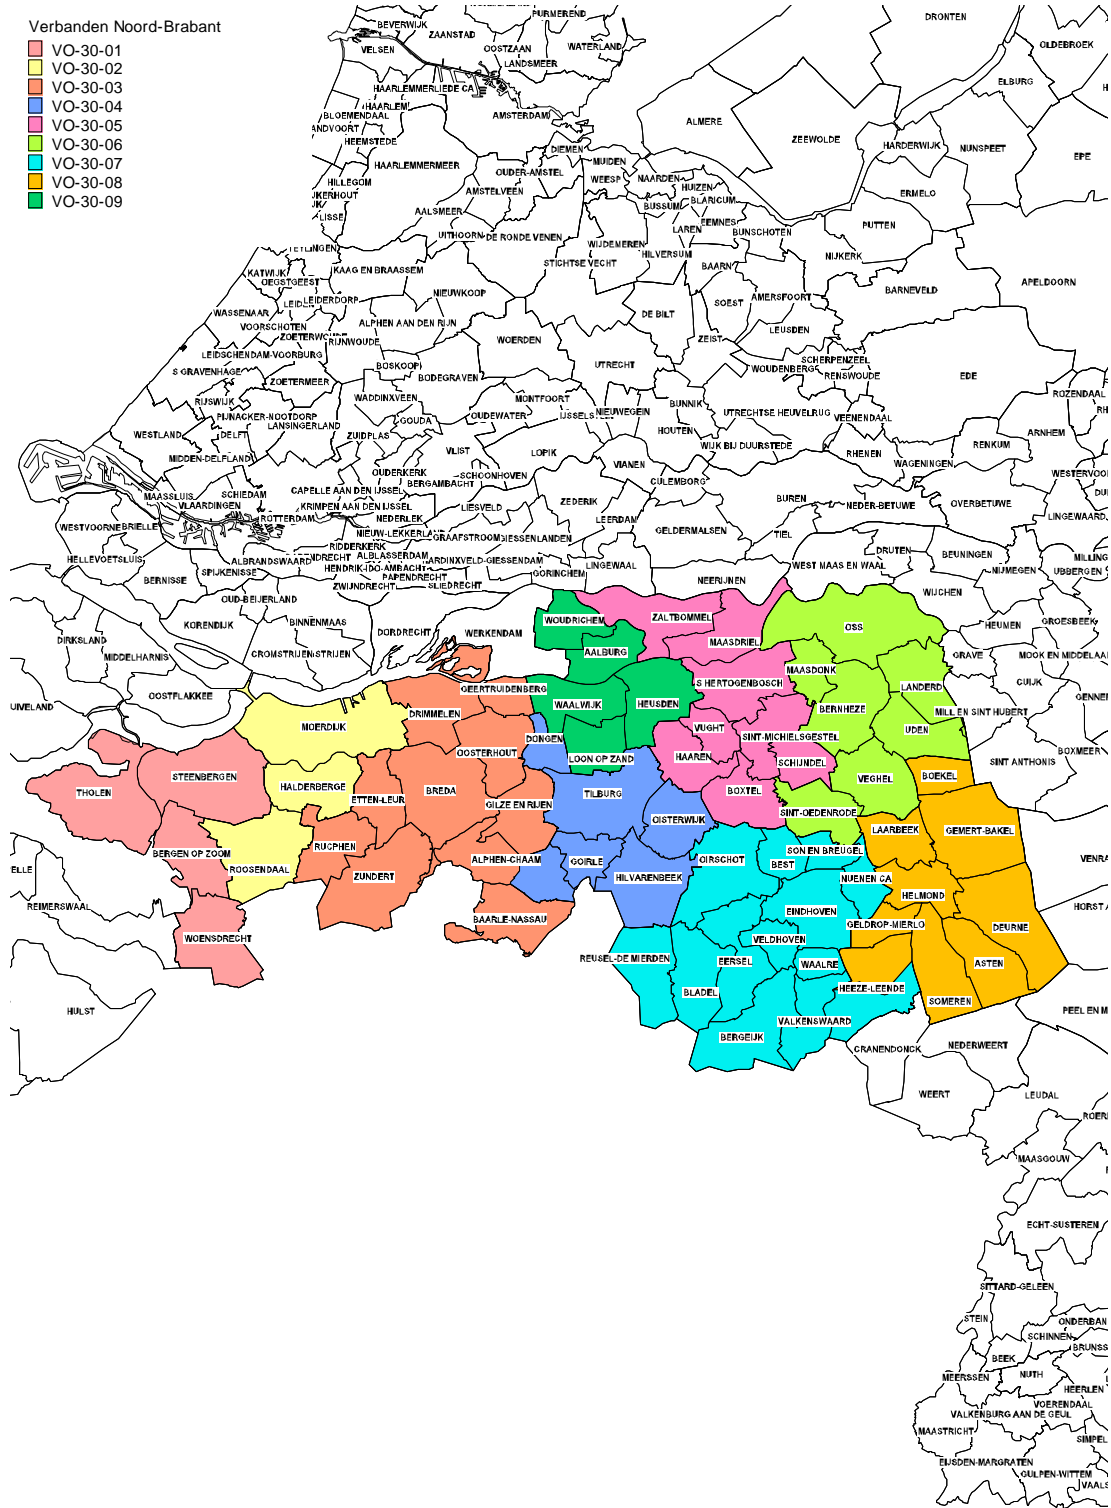 Verbanden Noord-Brabant
VO-30-01
VO-30-02
VO-30-03
VO-30-04
VO-30-05
VO-30-06
VO-30-07
VO-30-08
VO-30-09
BEVERWIJK
PURMEREND
DRONTEN
ZAANSTAD
OLDEBROEK
VELSEN
OOSTZAAN
WATERLAND
LANDSMEER
ELBURG
HAARLEMMERLIEDE CA
HAARLEM
BLOEMENDAAL
AMSTERDAM
ALMERE
ANDVOORT
ZEEWOLDE
HEEMSTEDE
DIEMEN
HARDERWIJK
NUNSPEET
EPE
HAARLEMMERMEER
MUIDEN
OUDER-AMSTEL
WEESP
NAARDEN
HILLEGOM
AMSTELVEEN
HUIZEN
ERMELO
JKERHOUT
BUSSUM
BLARICUM
LISSE
AALSMEER
EEMNES
PUTTEN
UITHOORN
DE RONDE VENEN
LAREN
BUNSCHOTEN
WIJDEMEREN
HILVERSUM
NIJKERK
STICHTSE VECHT
BAARN
KATWIJK
KAAG EN BRAASSEM
OEGSTGEEST
APELDOORN
NIEUWKOOP
BARNEVELD
LEIDEN
LEIDERDORP
SOEST
AMERSFOORT
WASSENAAR
DE BILT
VOORSCHOTEN
ALPHEN AAN DEN RIJN
LEUSDEN
ZOETERWOUDE
RIJNWOUDE
WOERDEN
ZEIST
LEIDSCHENDAM-VOORBURG
SCHERPENZEEL
S GRAVENHAGE
BOSKOOP
UTRECHT
WOUDENBERG
ZOETERMEER
BODEGRAVEN
RENSWOUDE
EDE
RIJSWIJK
WADDINXVEEN
MONTFOORT
BUNNIK
ROZENDAAL
PIJNACKER-NOOTDORP
OUDEWATER
NIEUWEGEIN
UTRECHTSE HEUVELRUG
LANSINGERLAND
GOUDA
VEENENDAAL
WESTLAND
DELFT
ZUIDPLAS
HOUTEN
ARNHEM
VLIST
LOPIK
WIJK BIJ DUURSTEDE
RENKUM
MIDDEN-DELFLAND
RHENEN
VIANEN
WAGENINGEN
OUDERKERK
SCHOONHOVEN
BERGAMBACHT
CULEMBORG
CAPELLE AAN DEN IJSSEL
MAASSLUIS
SCHIEDAM
BUREN
NEDER-BETUWE
OVERBETUWE
VLAARDINGEN
KRIMPEN AAN DEN IJSSEL
LIESVELD
ZEDERIK
ROTTERDAM
NEDERLEK
LEERDAM
LINGEWAARD
WESTVOORNE
BRIELLE
GELDERMALSEN
TIEL
GRAAFSTROOM
GIESSENLANDEN
RIDDERKERK
DRUTEN
BEUNINGEN
HELLEVOETSLUIS
ALBRANDSWAARD
ALBLASSERDAM
HARDINXVELD-GIESSENDAM
WEST MAAS EN WAAL
SPIJKENISSE
HENDRIK-IDO-AMBACHT
LINGEWAAL
NIJMEGEN
UBBERGEN
BERNISSE
PAPENDRECHT
GORINCHEM
NEERIJNEN
ZWIJNDRECHT
SLIEDRECHT
WIJCHEN
OUD-BEIJERLAND
KORENDIJK
BINNENMAAS
WOUDRICHEM
ZALTBOMMEL
HEUMEN
GROESBEEK
OSS
DIRKSLAND
DORDRECHT
WERKENDAM
MAASDRIEL
MIDDELHARNIS
CROMSTRIJEN
AALBURG
GRAVE
MOOK EN MIDDELAA
MAASDONK
OOSTFLAKKEE
GEERTRUIDENBERG
S HERTOGENBOSCH
LANDERD
CUIJK
WAALWIJK
HEUSDEN
BERNHEZE
MILL EN SINT HUBERT
MOERDIJK
DRIMMELEN
VUGHT
UDEN
DONGEN
SINT-MICHIELSGESTEL
BOXMEER
OOSTERHOUT
HAAREN
LOON OP ZAND
SCHIJNDEL
SINT ANTHONIS
STEENBERGEN
VEGHEL
BOEKEL
THOLEN
HALDERBERGE
BREDA
TILBURG
BOXTEL
ETTEN-LEUR
GILZE EN RIJEN
SINT-OEDENRODE
OISTERWIJK
LAARBEEK
GEMERT-BAKEL
RUCPHEN
BERGEN OP ZOOM
ALPHEN-CHAAM
GOIRLE
OIRSCHOT
SON EN BREUGEL
BEST
ROOSENDAAL
ZUNDERT
HILVARENBEEK
NUENEN CA
REIMERSWAAL
HELMOND
EINDHOVEN
BAARLE-NASSAU
GELDROP-MIERLO
DEURNE
WOENSDRECHT
VELDHOVEN
REUSEL-DE MIERDEN
EERSEL
WAALRE
ASTEN
BLADEL
HEEZE-LEENDE
SOMEREN
HULST
VALKENSWAARD
BERGEIJK
CRANENDONCK
NEDERWEERT
WEERT
LEUDAL
MAASGOUW
ECHT-SUSTEREN
SITTARD-GELEEN
STEIN
SCHINNEN
BEEK
NUTH
MEERSSEN
HEERLEN
VOERENDAAL
VALKENBURG AAN DE GEUL
MAASTRICHT
EIJSDEN-MARGRATEN
GULPEN-WITTEM